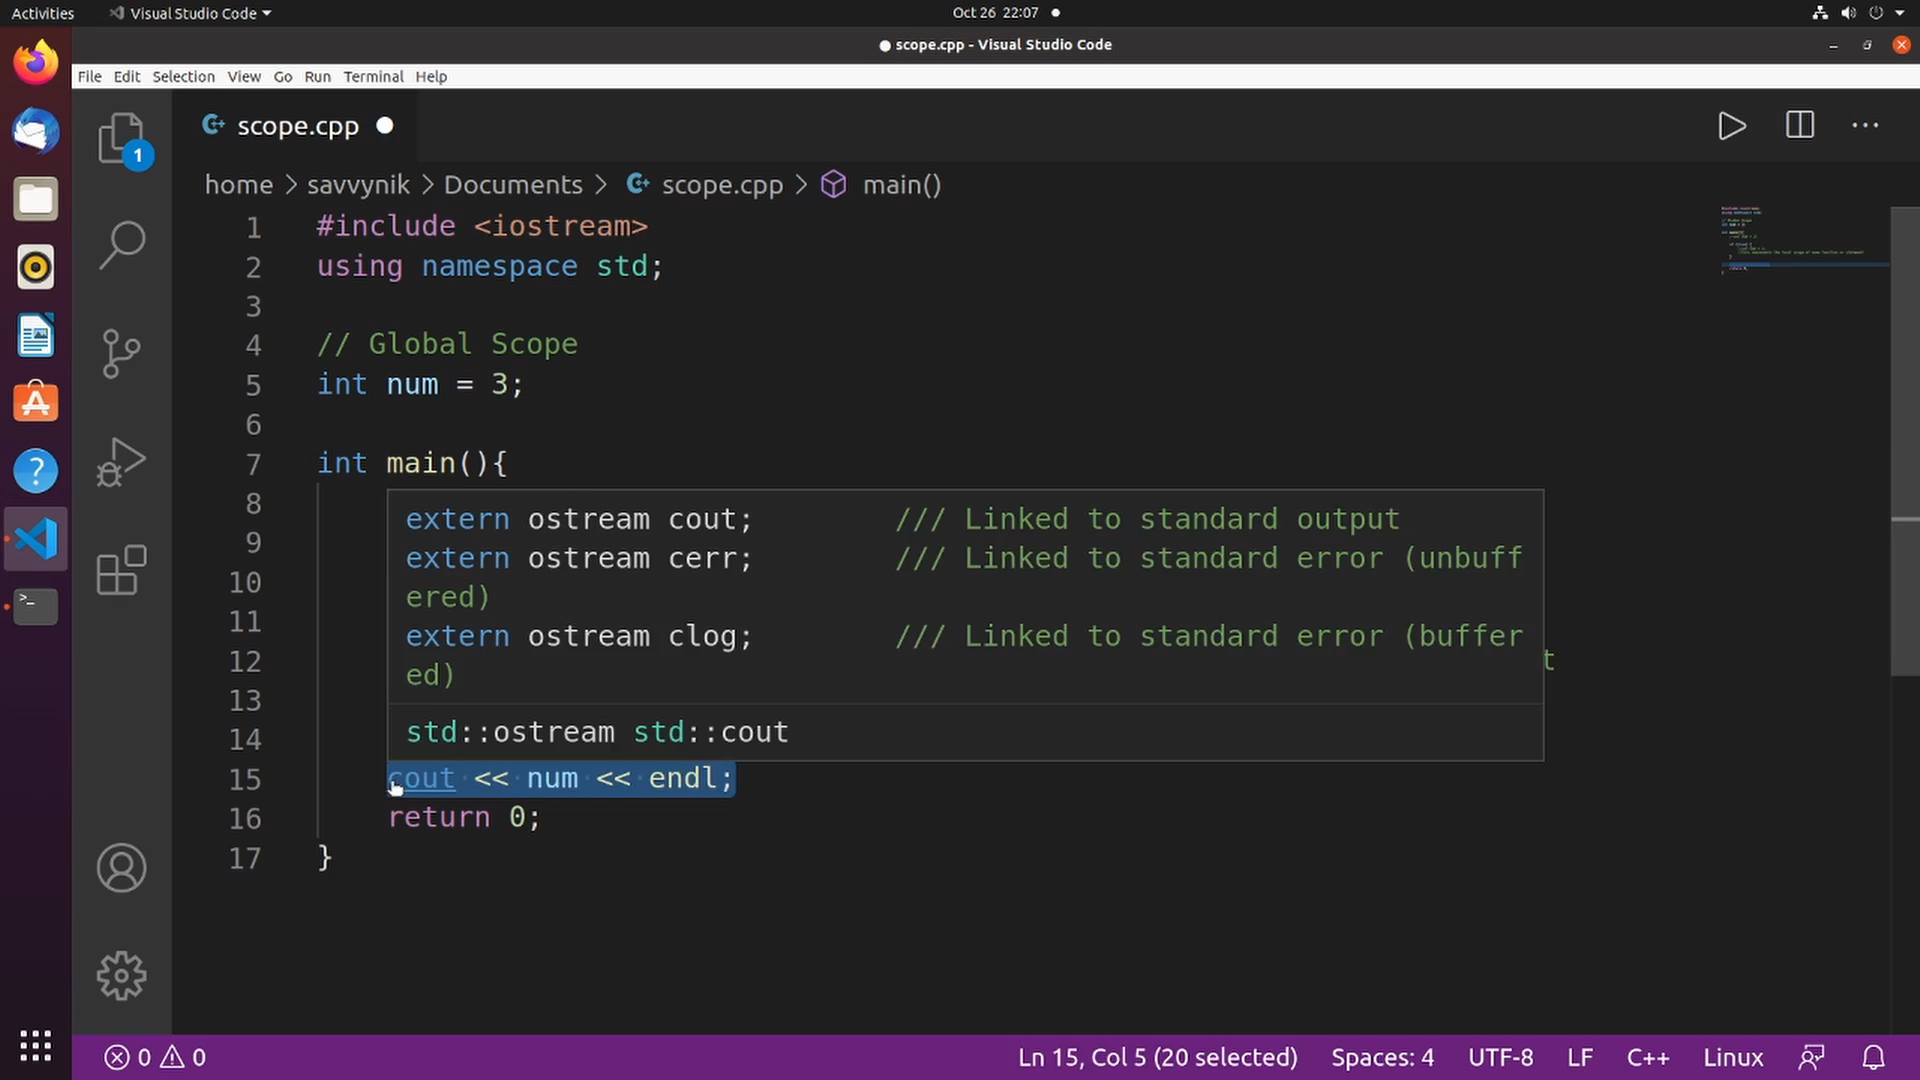 Activities Visual Studio Code Oct 26 22:07
scope.cpp - Visual Studio Code
File Edit Selection View Go Run Terminal Help
1 scope.cpp
home > savvynik > Documents > scope.cpp > main()
1 #include <iostream>
2 using namespace std;
3
4 // Global Scope
5 int num = 3;
6
7 int main(){
8
extern ostream cout; /// Linked to standard output
9 extern ostream cerr; /// Linked to standard error (unbuff
10 ered)
11 extern ostream clog; /// Linked to standard error (buffer
12 t
ed)
13
14 std::ostream std::cout
15 cout << num << endl;
16 return 0;
17 }
0 0 Ln 15, Col 5 (20 selected) Spaces: 4 UTF-8 LF C++ Linux